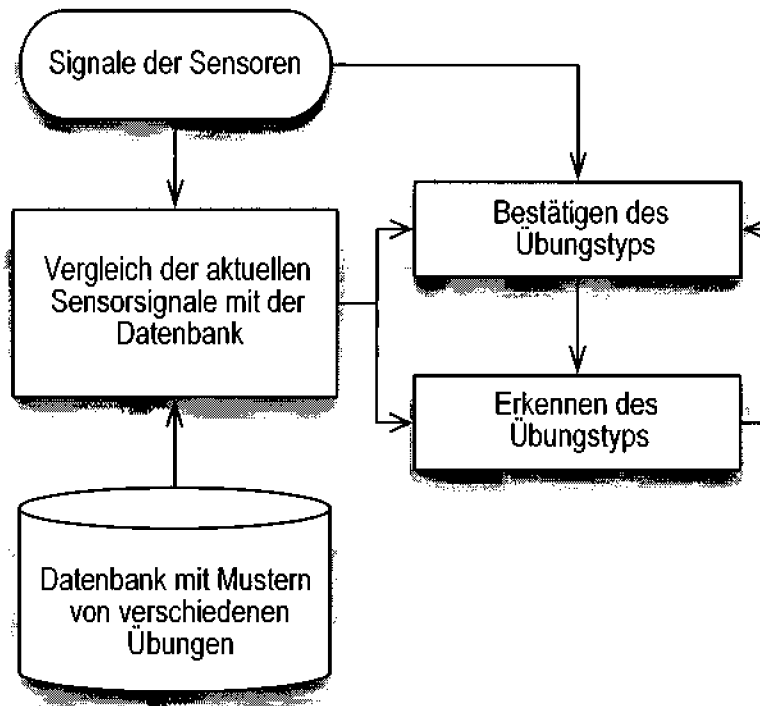 Signale der Sensoren
Vergleich der aktuellen
Sensorsignale mit der
Datenbank
Bestätigen des
Übungstyps
Erkennen des
Übungstyps
Datenbank mit Mustern
von verschiedenen
Übungen